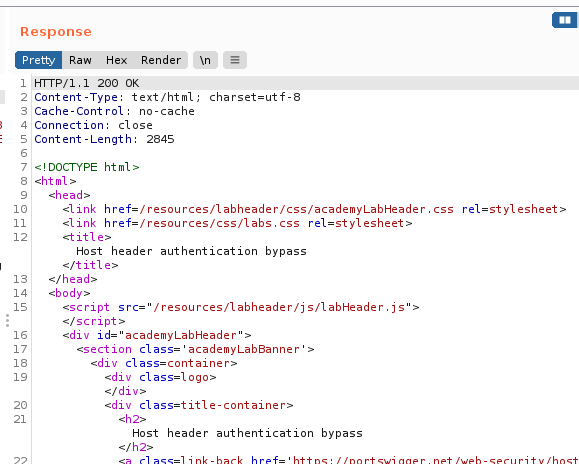 Response
Pretty Raw Hex Render \n
1 HTTP/1.1 200 OK
2 Content-Type: text/html; charset=utf-8
3 Cache-Control: no-cache
4 Connection: close
5 Content-Length: 2845
6
7 <!DOCTYPE html>
8 <html>
9 <head>
10 <link href=/resources/labheader/css/academyLabHeader.css rel=stylesheet>
11 <link href=/resources/css/labs.css rel=stylesheet>
12 <title>
Host header authentication bypass
</title>
13 </head>
14 <body>
15 <script src="/resources/labheader/js/labHeader.js">
</script>
16 <div id="academyLabHeader">
17 <section class='academyLabBanner'>
18 <div class=container>
19 <div class=logo>
</div>
20 <div class=title-container>
21 <h2>
Host header authentication bypass
</h2>
22 <a class=link-back href='https://portswigger.net/web-security/host